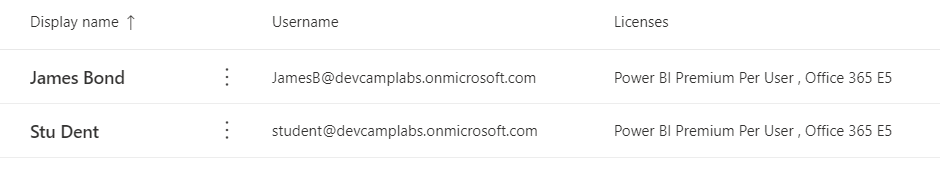 Display name ↑ Username Licenses
James Bond JamesB@devcamplabs.onmicrosoft.com Power BI Premium Per User , Office 365 E5
Stu Dent student@devcamplabs.onmicrosoft.com Power BI Premium Per User , Office 365 E5